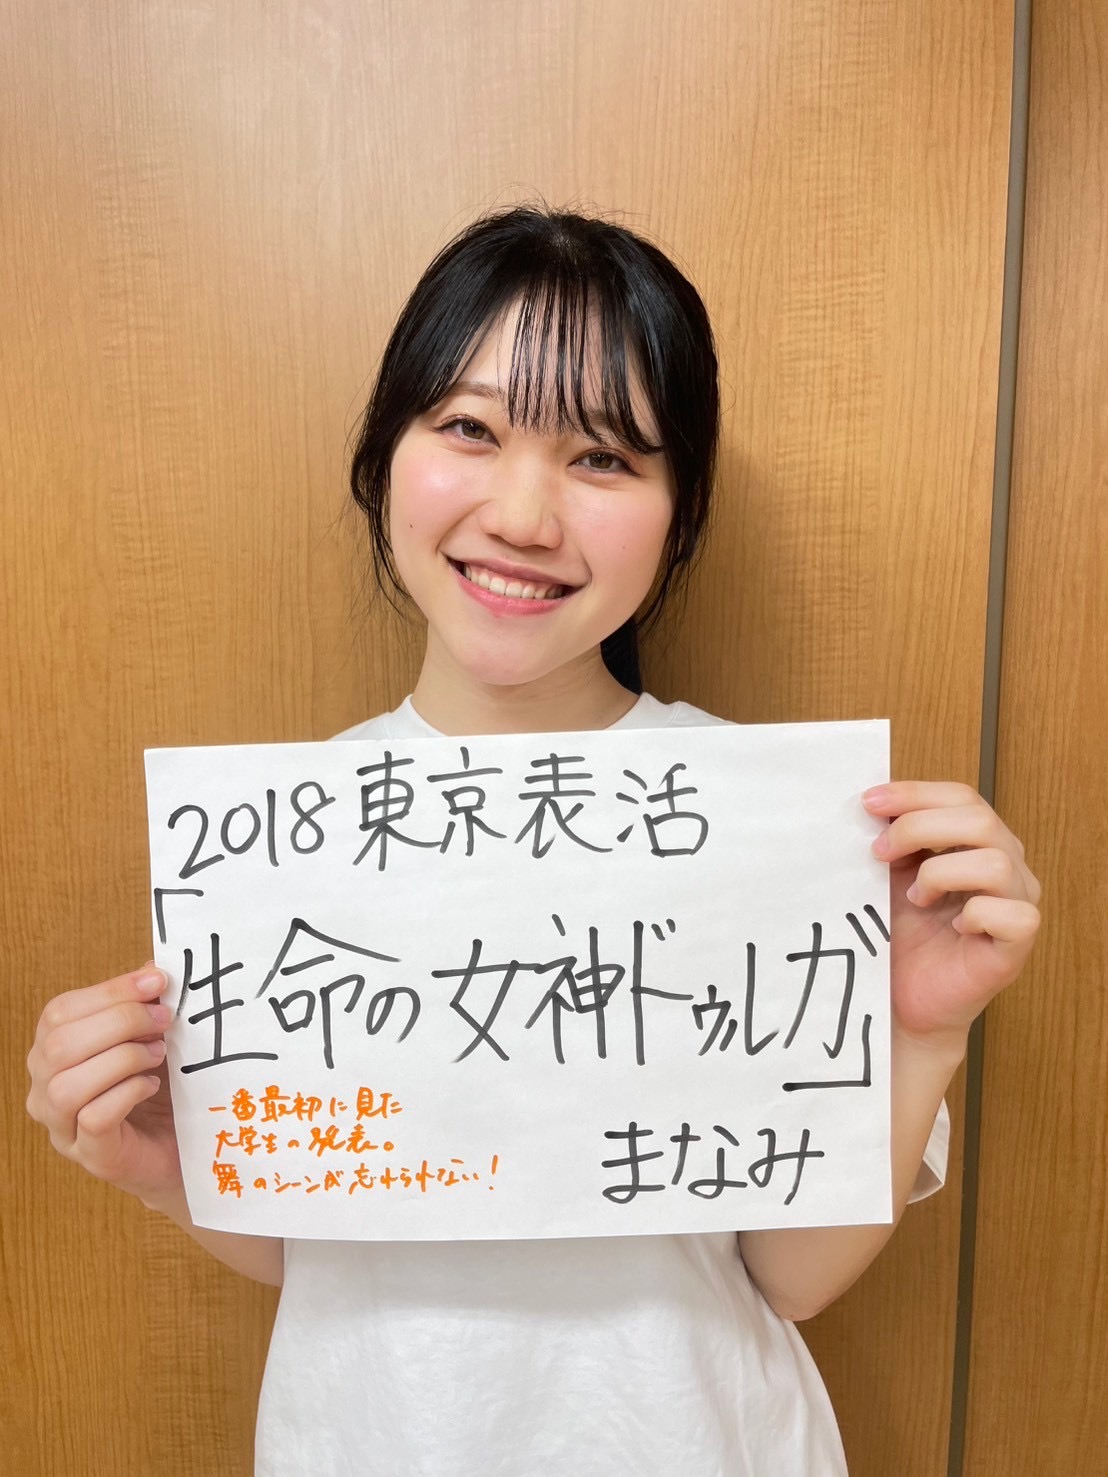 2018東京表活
「生命の女神ドゥルガ」
一番最初に見た
大学生の発表。
舞のシーンが忘れられない!
まなみ